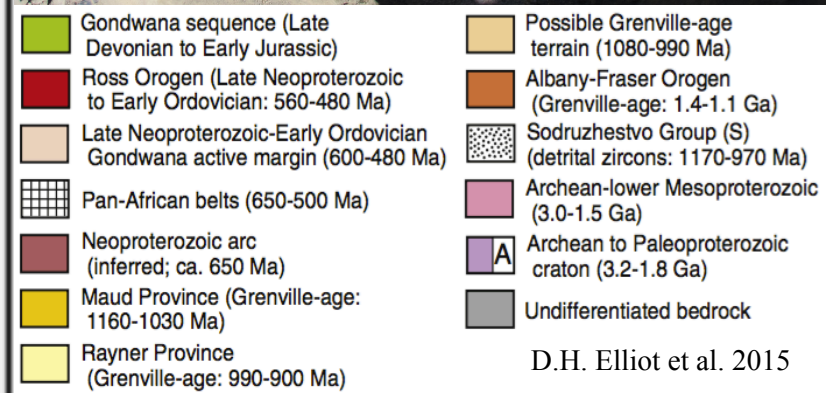 Gondwana sequence (Late
Devonian to Early Jurassic)
Ross Orogen (Late Neoproterozoic
to Early Ordovician: 560-480 Ma)
Late Neoproterozoic-Early Ordovician
Gondwana active margin (600-480 Ma)
Pan-African belts (650-500 Ma)
Neoproterozoic arc
(inferred; ca. 650 Ma)
Maud Province (Grenville-age:
1160-1030 Ma)
Rayner Province
(Grenville-age: 990-900 Ma)
Possible Grenville-age
terrain (1080-990 Ma)
Albany-Fraser Orogen
(Grenville-age: 1.4-1.1 Ga)
Sodruzhestvo Group (S)
(detrital zircons: 1170-970 Ma)
Archean-lower Mesoproterozoic
(3.0-1.5 Ga)
A Archean to Paleoproterozoic
craton (3.2-1.8 Ga)
Undifferentiated bedrock
D.H. Elliot et al. 2015